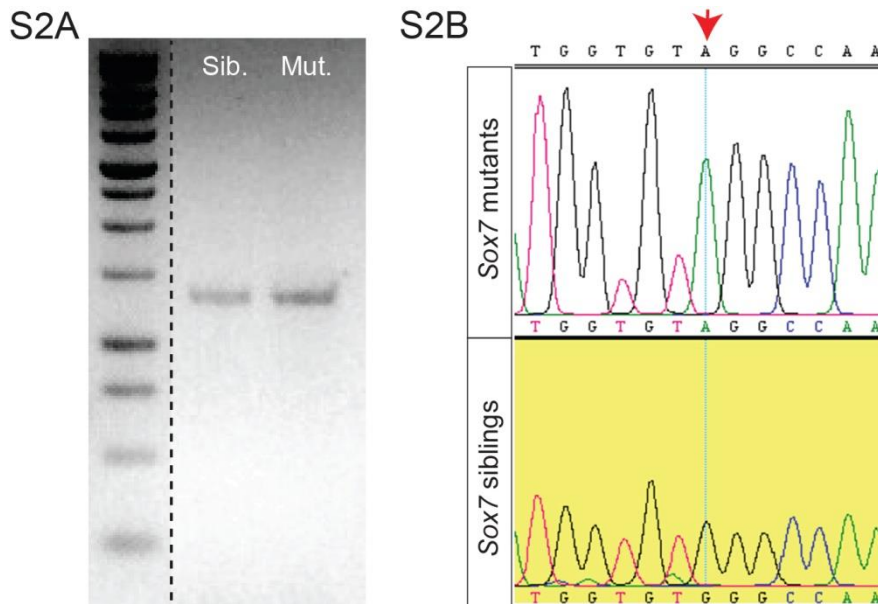 S2A
Sib. Mut.
S2B
T G G T G T A G G C C A A
Sox7 mutants
T G G T G T A G G C C A A
Sox7 siblings
T G G T G T G G G C C A A